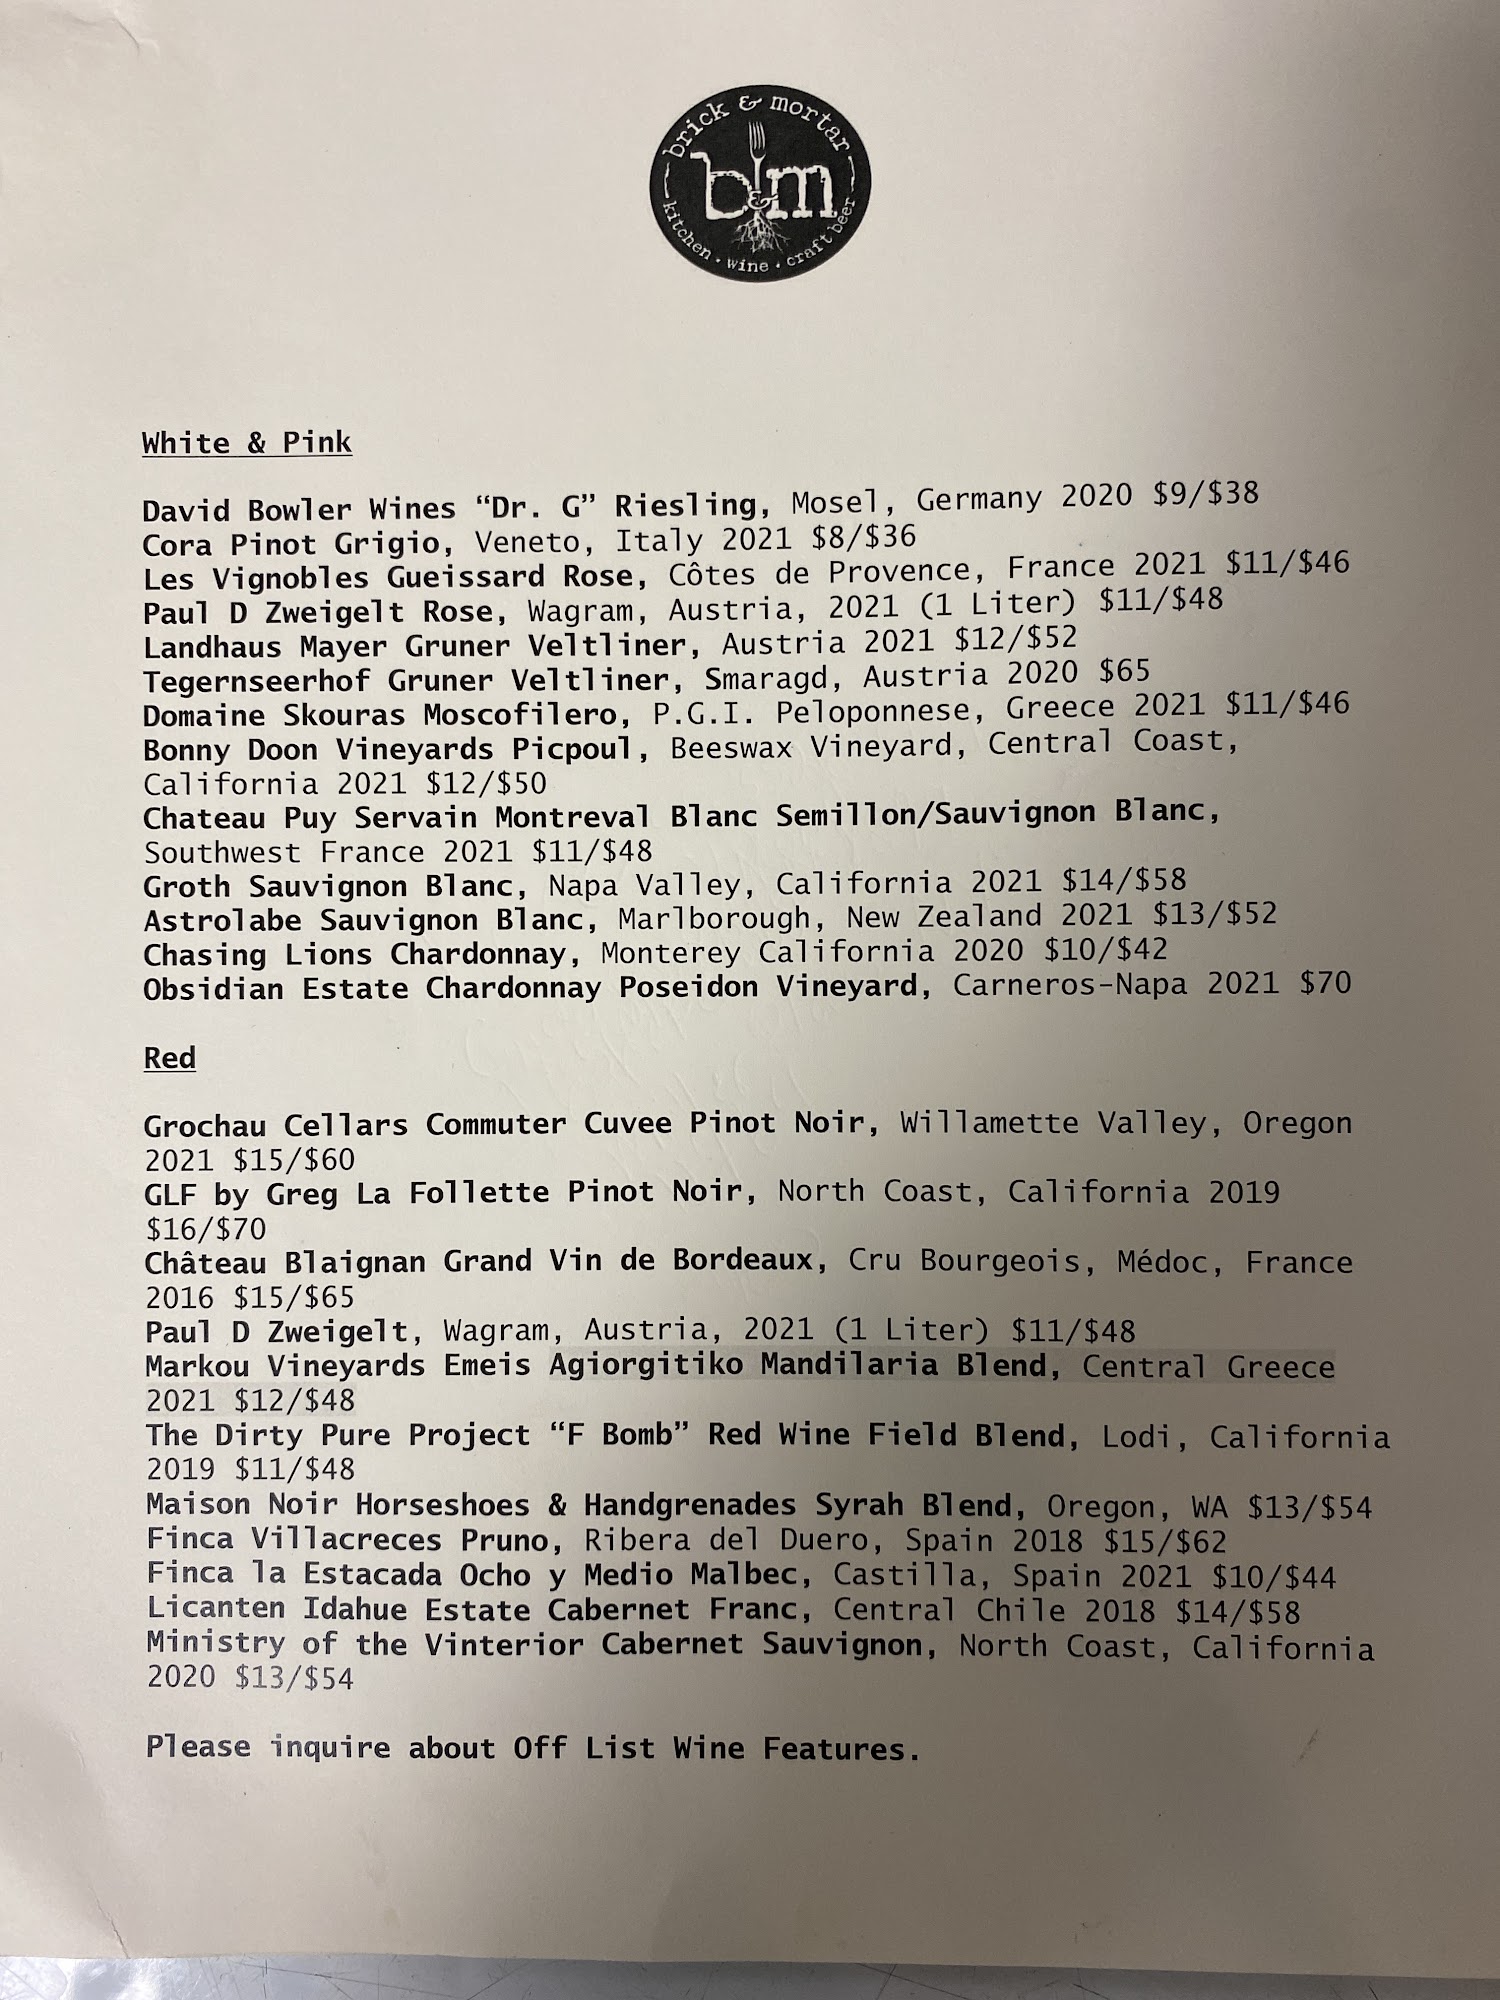 brick & mortar
b&m
kitchen · wine · craft beer
White & Pink
David Bowler Wines “Dr. G” Riesling, Mosel, Germany 2020 $9/$38
Cora Pinot Grigio, Veneto, Italy 2021 $8/$36
Les Vignobles Gueissard Rose, Côtes de Provence, France 2021 $11/$46
Paul D Zweigelt Rose, Wagram, Austria, 2021 (1 Liter) $11/$48
Landhaus Mayer Gruner Veltliner, Austria 2021 $12/$52
Tegernseerhof Gruner Veltliner, Smaragd, Austria 2020 $65
Domaine Skouras Moscofilero, P.G.I. Peloponnese, Greece 2021 $11/$46
Bonny Doon Vineyards Picpoul, Beeswax Vineyard, Central Coast,
California 2021 $12/$50
Chateau Puy Servain Montreval Blanc Semillon/Sauvignon Blanc,
Southwest France 2021 $11/$48
Groth Sauvignon Blanc, Napa Valley, California 2021 $14/$58
Astrolabe Sauvignon Blanc, Marlborough, New Zealand 2021 $13/$52
Chasing Lions Chardonnay, Monterey California 2020 $10/$42
Obsidian Estate Chardonnay Poseidon Vineyard, Carneros-Napa 2021 $70
Red
Grochau Cellars Commuter Cuvee Pinot Noir, Willamette Valley, Oregon
2021 $15/$60
GLF by Greg La Follette Pinot Noir, North Coast, California 2019
$16/$70
Château Blaignan Grand Vin de Bordeaux, Cru Bourgeois, Médoc, France
2016 $15/$65
Paul D Zweigelt, Wagram, Austria, 2021 (1 Liter) $11/$48
Markou Vineyards Emeis Agiorgitiko Mandilaria Blend, Central Greece
2021 $12/$48
The Dirty Pure Project “F Bomb” Red Wine Field Blend, Lodi, California
2019 $11/$48
Maison Noir Horseshoes & Handgrenades Syrah Blend, Oregon, WA $13/$54
Finca Villacreces Pruno, Ribera del Duero, Spain 2018 $15/$62
Finca la Estacada Ocho y Medio Malbec, Castilla, Spain 2021 $10/$44
Licanten Idahue Estate Cabernet Franc, Central Chile 2018 $14/$58
Ministry of the Vinterior Cabernet Sauvignon, North Coast, California
2020 $13/$54
Please inquire about Off List Wine Features.